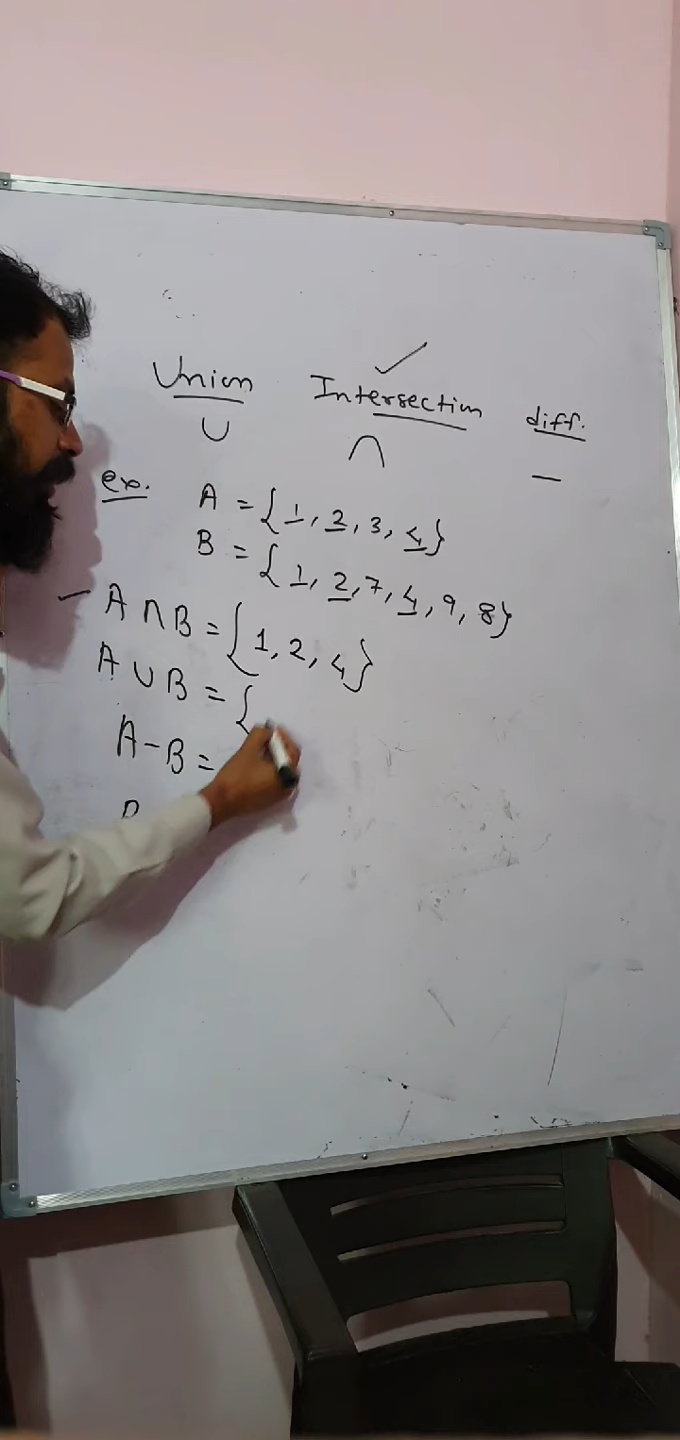 Union Intersection diff.
∪ ∩ —
ex. A = {1, 2, 3, 4}
B = {1, 2, 7, 4, 9, 8}
– A ∩ B = {1, 2, 4}
A ∪ B = {
A - B =